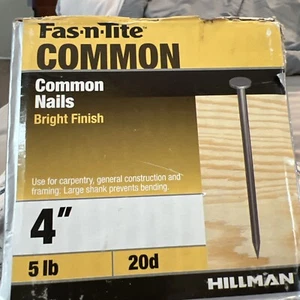 Fas·n·Tite
COMMON
Common
Nails
Bright Finish
Use for carpentry, general construction and
framing. Large shank prevents bending.
4"
5 lb
20d
HILLMAN